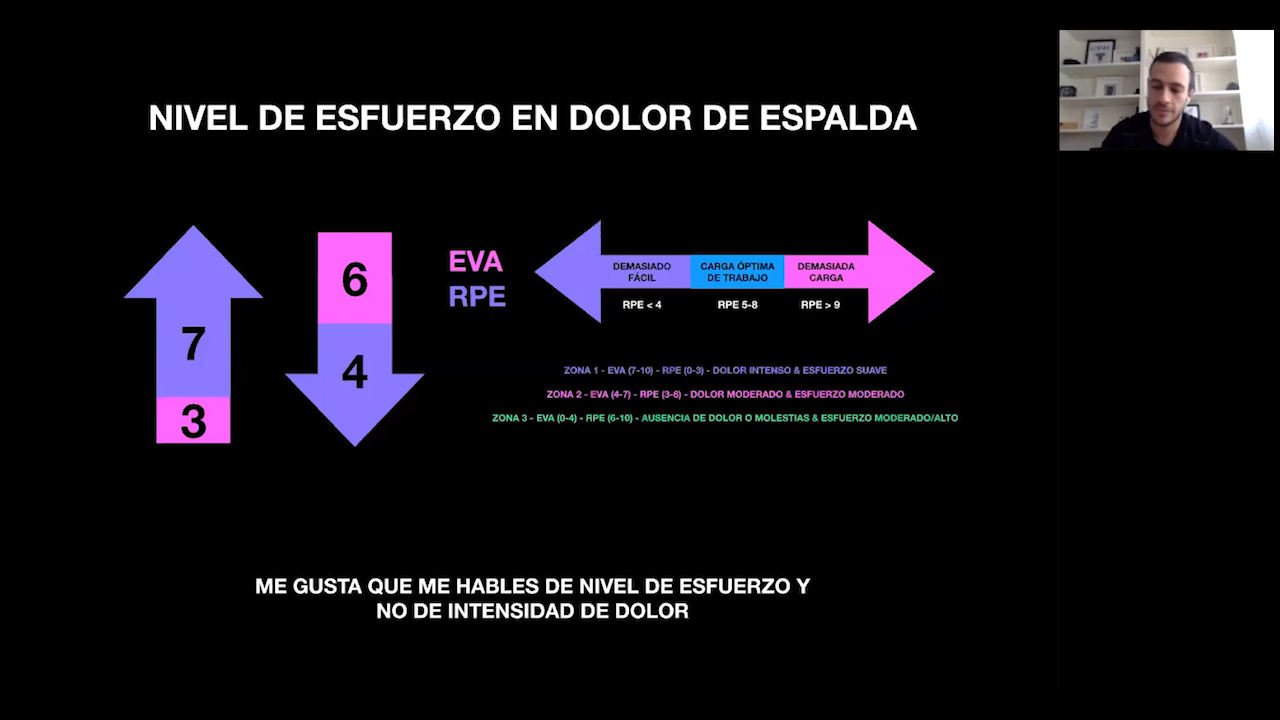 NIVEL DE ESFUERZO EN DOLOR DE ESPALDA
7
3
6
4
EVA
RPE
DEMASIADO
FÁCIL
CARGA ÓPTIMA
DE TRABAJO
DEMASIADA
CARGA
RPE < 4
RPE 5-8
RPE > 9
ZONA 1 - EVA (7-10) - RPE (0-3) - DOLOR INTENSO & ESFUERZO SUAVE
ZONA 2 - EVA (4-7) - RPE (3-6) - DOLOR MODERADO & ESFUERZO MODERADO
ZONA 3 - EVA (0-4) - RPE (6-10) - AUSENCIA DE DOLOR O MOLESTIAS & ESFUERZO MODERADO/ALTO
ME GUSTA QUE ME HABLES DE NIVEL DE ESFUERZO Y
NO DE INTENSIDAD DE DOLOR